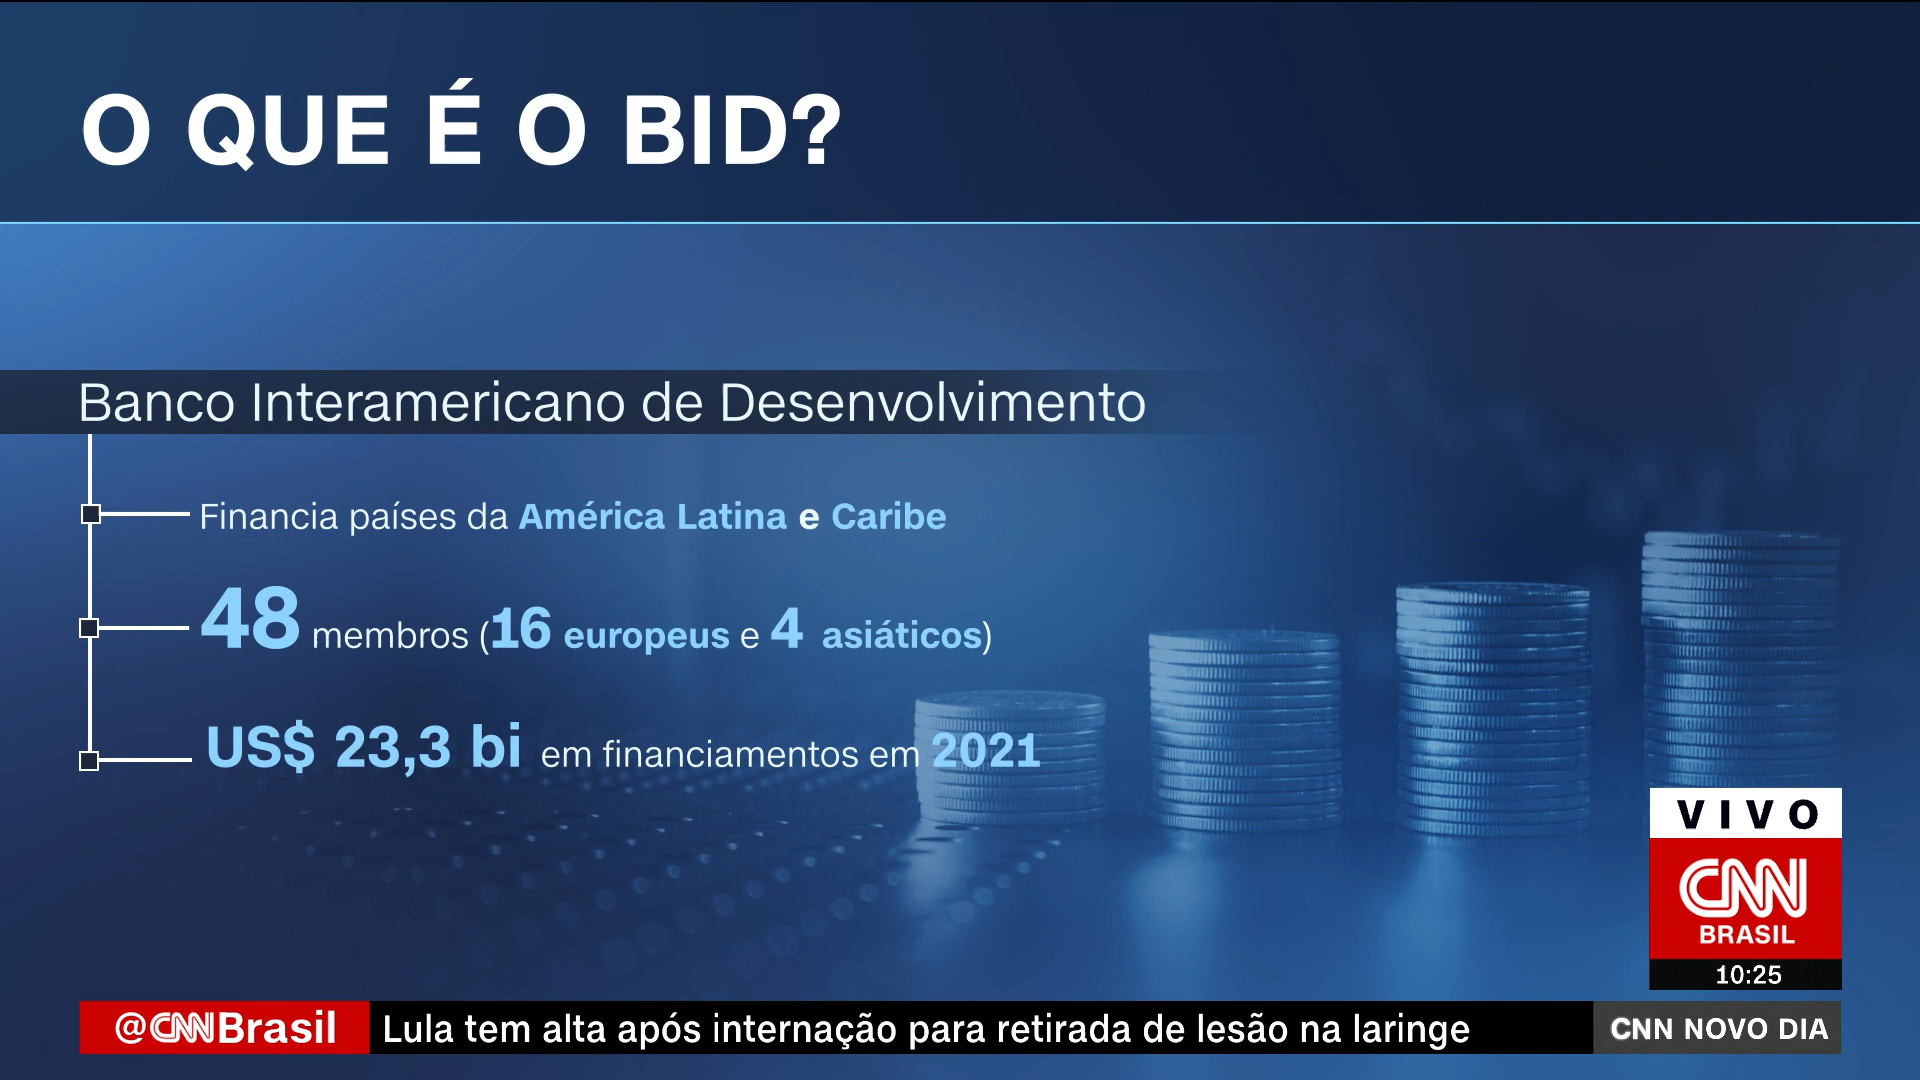 O QUE É O BID?
Banco Interamericano de Desenvolvimento
Financia países da América Latina e Caribe
48 membros (16 europeus e 4 asiáticos)
US$ 23,3 bi em financiamentos em 2021
VIVO
CNN
BRASIL
10:25
@CNNBrasil Lula tem alta após internação para retirada de lesão na laringe CNN NOVO DIA